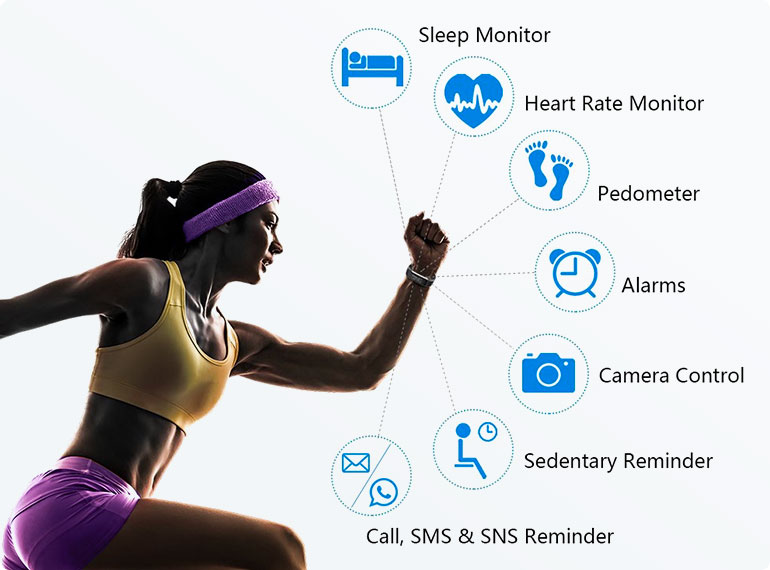 Sleep Monitor
Heart Rate Monitor
Pedometer
Alarms
Camera Control
Sedentary Reminder
Call, SMS & SNS Reminder